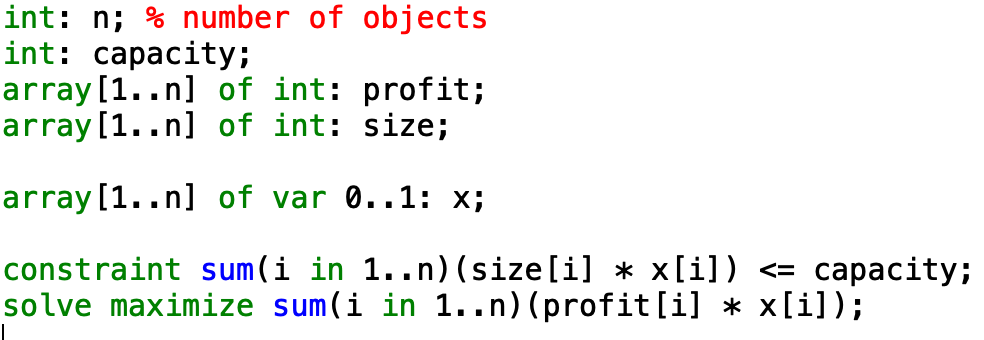 int: n; % number of objects
int: capacity;
array[1..n] of int: profit;
array[1..n] of int: size;
array[1..n] of var 0..1: x;
constraint sum(i in 1..n)(size[i] * x[i]) <= capacity;
solve maximize sum(i in 1..n)(profit[i] * x[i]);